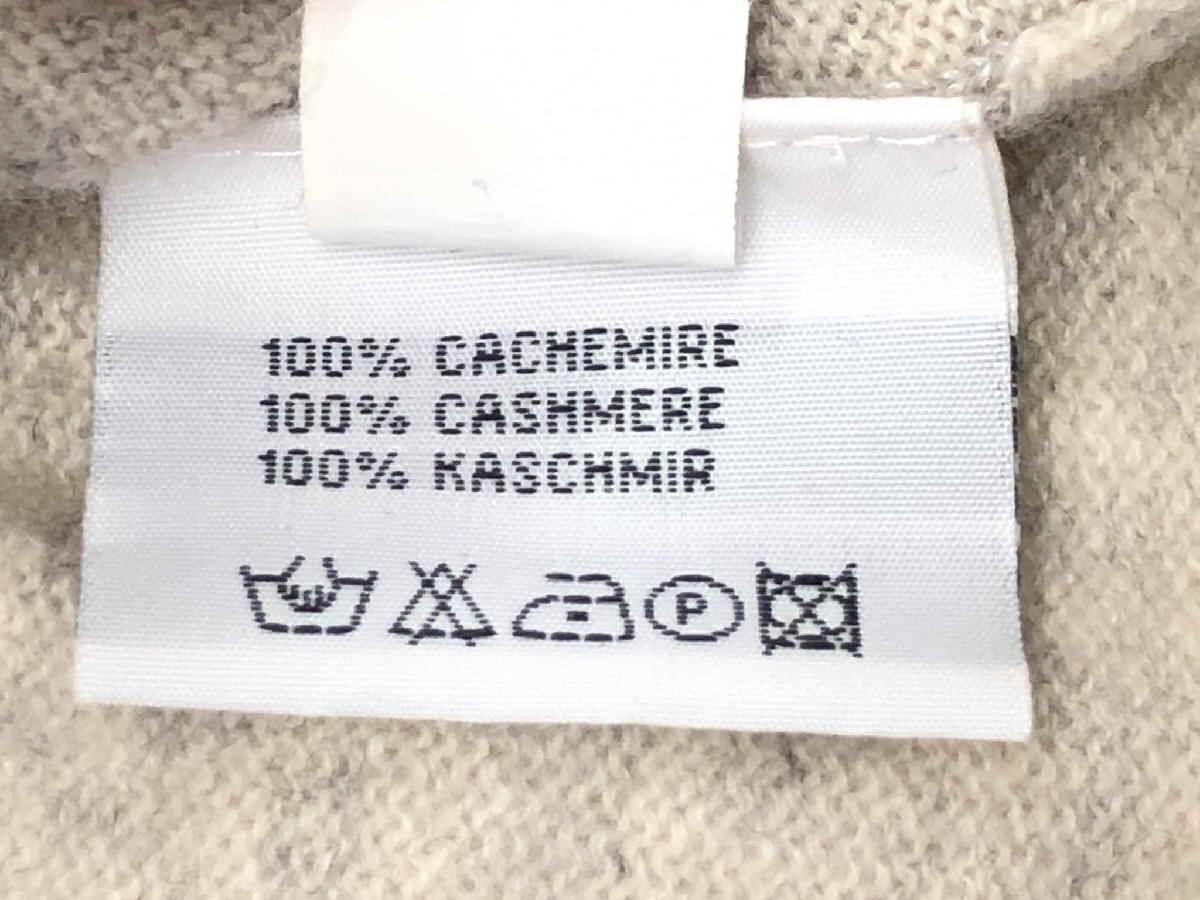 100% CACHEMIRE
100% CASHMERE
100% KASCHMIR
P